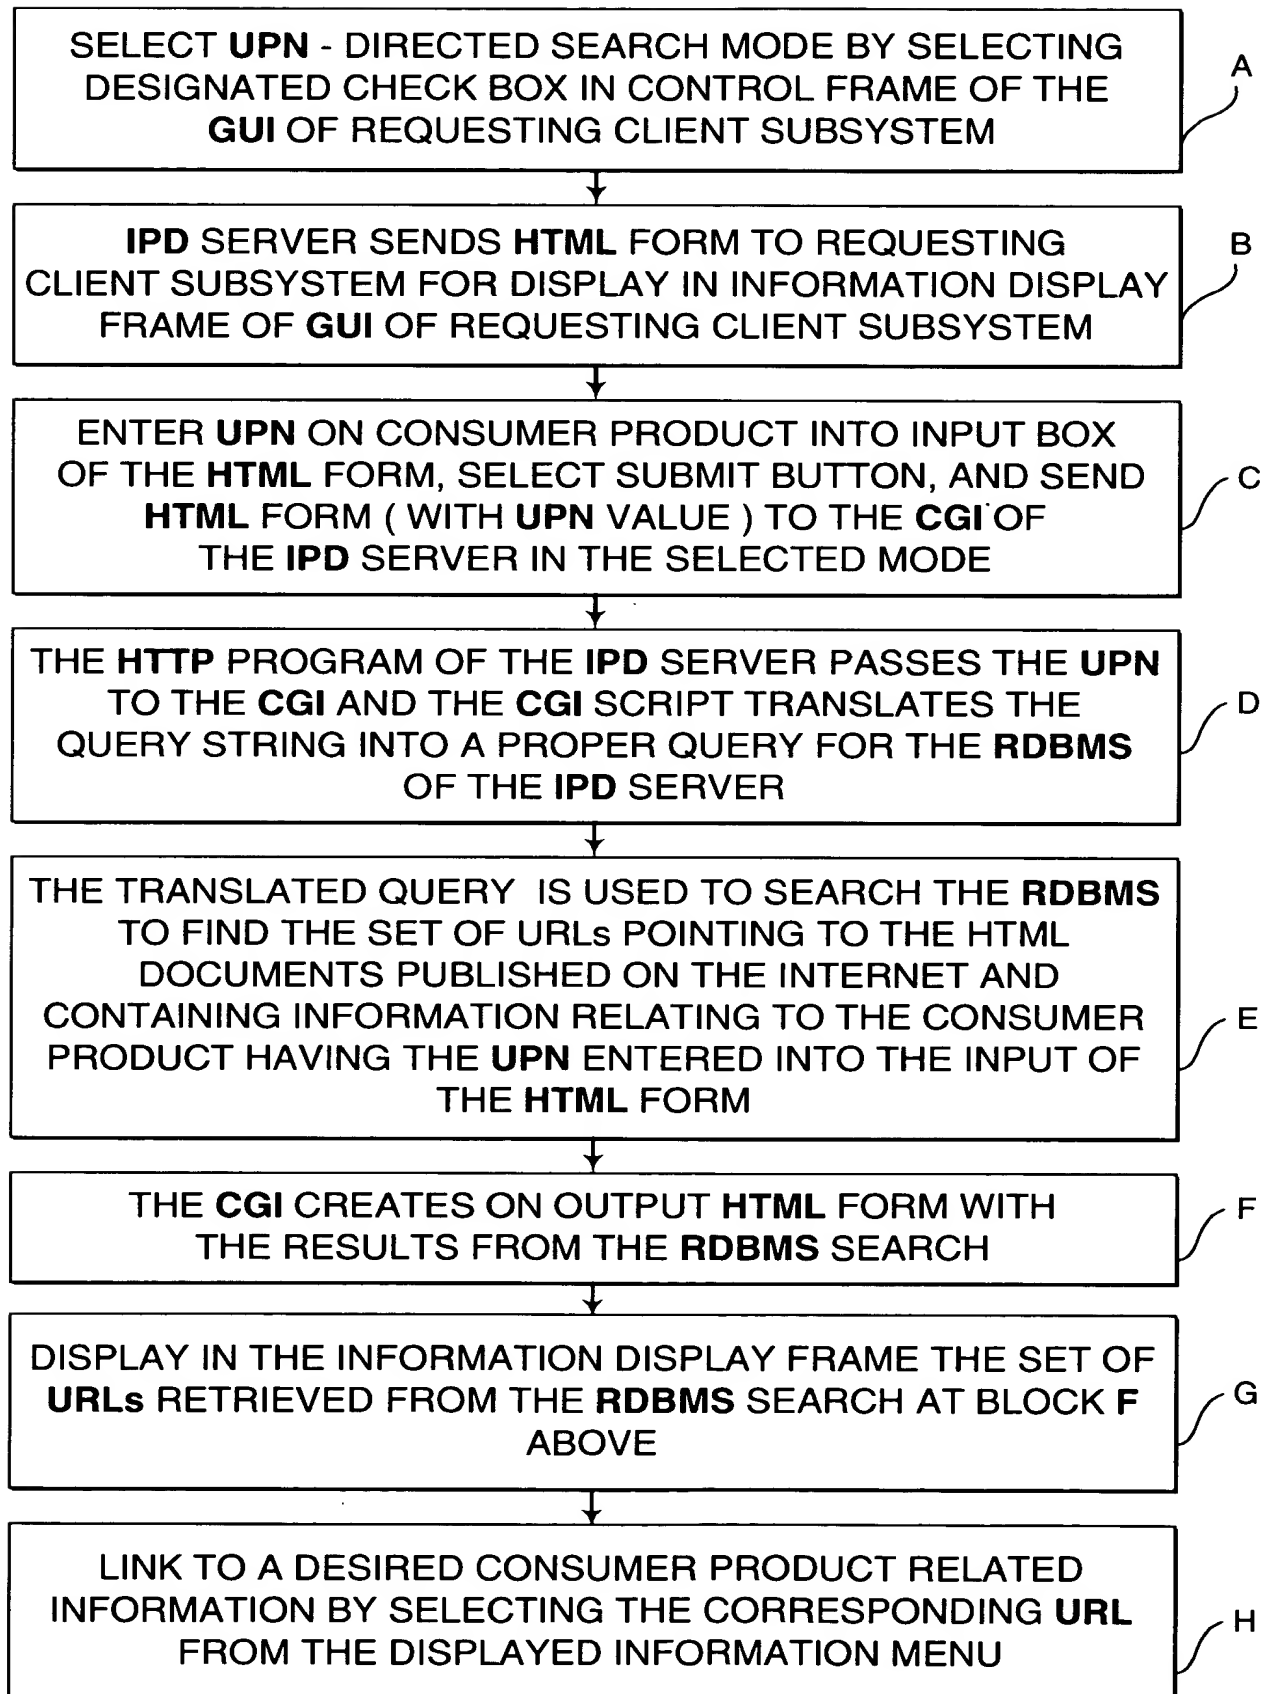 SELECT UPN - DIRECTED SEARCH MODE BY SELECTING
DESIGNATED CHECK BOX IN CONTROL FRAME OF THE
GUI OF REQUESTING CLIENT SUBSYSTEM
A
IPD SERVER SENDS HTML FORM TO REQUESTING
CLIENT SUBSYSTEM FOR DISPLAY IN INFORMATION DISPLAY
FRAME OF GUI OF REQUESTING CLIENT SUBSYSTEM
B
ENTER UPN ON CONSUMER PRODUCT INTO INPUT BOX
OF THE HTML FORM, SELECT SUBMIT BUTTON, AND SEND
HTML FORM ( WITH UPN VALUE ) TO THE CGI OF
THE IPD SERVER IN THE SELECTED MODE
C
THE HTTP PROGRAM OF THE IPD SERVER PASSES THE UPN
TO THE CGI AND THE CGI SCRIPT TRANSLATES THE
QUERY STRING INTO A PROPER QUERY FOR THE RDBMS
OF THE IPD SERVER
D
THE TRANSLATED QUERY IS USED TO SEARCH THE RDBMS
TO FIND THE SET OF URLs POINTING TO THE HTML
DOCUMENTS PUBLISHED ON THE INTERNET AND
CONTAINING INFORMATION RELATING TO THE CONSUMER
PRODUCT HAVING THE UPN ENTERED INTO THE INPUT OF
THE HTML FORM
E
THE CGI CREATES ON OUTPUT HTML FORM WITH
THE RESULTS FROM THE RDBMS SEARCH
F
DISPLAY IN THE INFORMATION DISPLAY FRAME THE SET OF
URLs RETRIEVED FROM THE RDBMS SEARCH AT BLOCK F
ABOVE
G
LINK TO A DESIRED CONSUMER PRODUCT RELATED
INFORMATION BY SELECTING THE CORRESPONDING URL
FROM THE DISPLAYED INFORMATION MENU
H